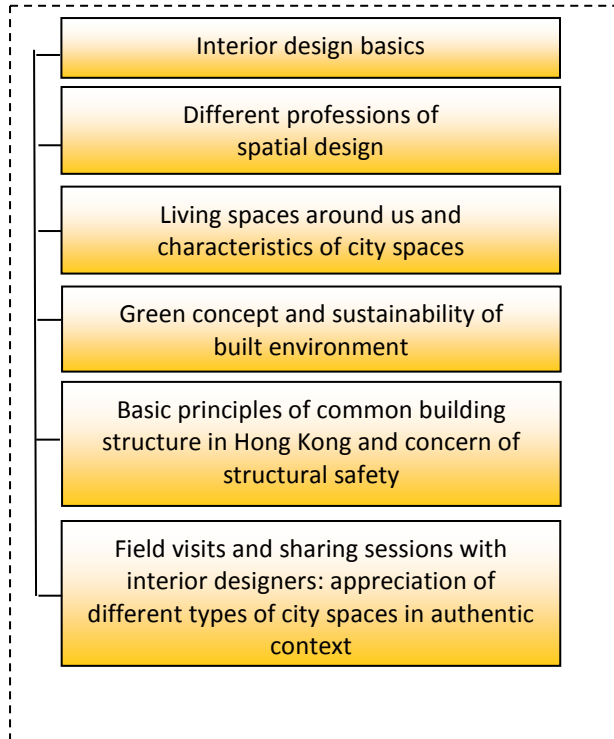 Interior design basics
Different professions of
spatial design
Living spaces around us and
characteristics of city spaces
Green concept and sustainability of
built environment
Basic principles of common building
structure in Hong Kong and concern of
structural safety
Field visits and sharing sessions with
interior designers: appreciation of
different types of city spaces in authentic
context